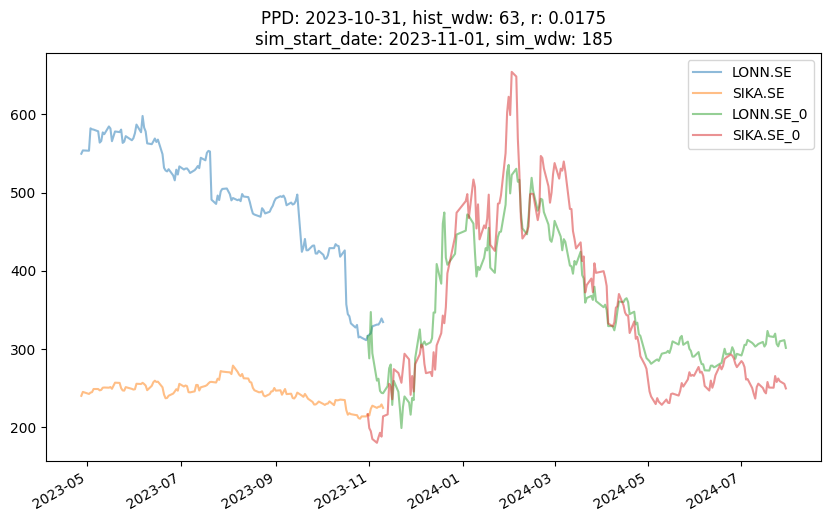 PPD: 2023-10-31, hist_wdw: 63, r: 0.0175
sim_start_date: 2023-11-01, sim_wdw: 185
LONN.SE
SIKA.SE
LONN.SE_0
SIKA.SE_0
600
500
400
300
200
2023-05
2023-07
2023-09
2023-11
2024-01
2024-03
2024-05
2024-07